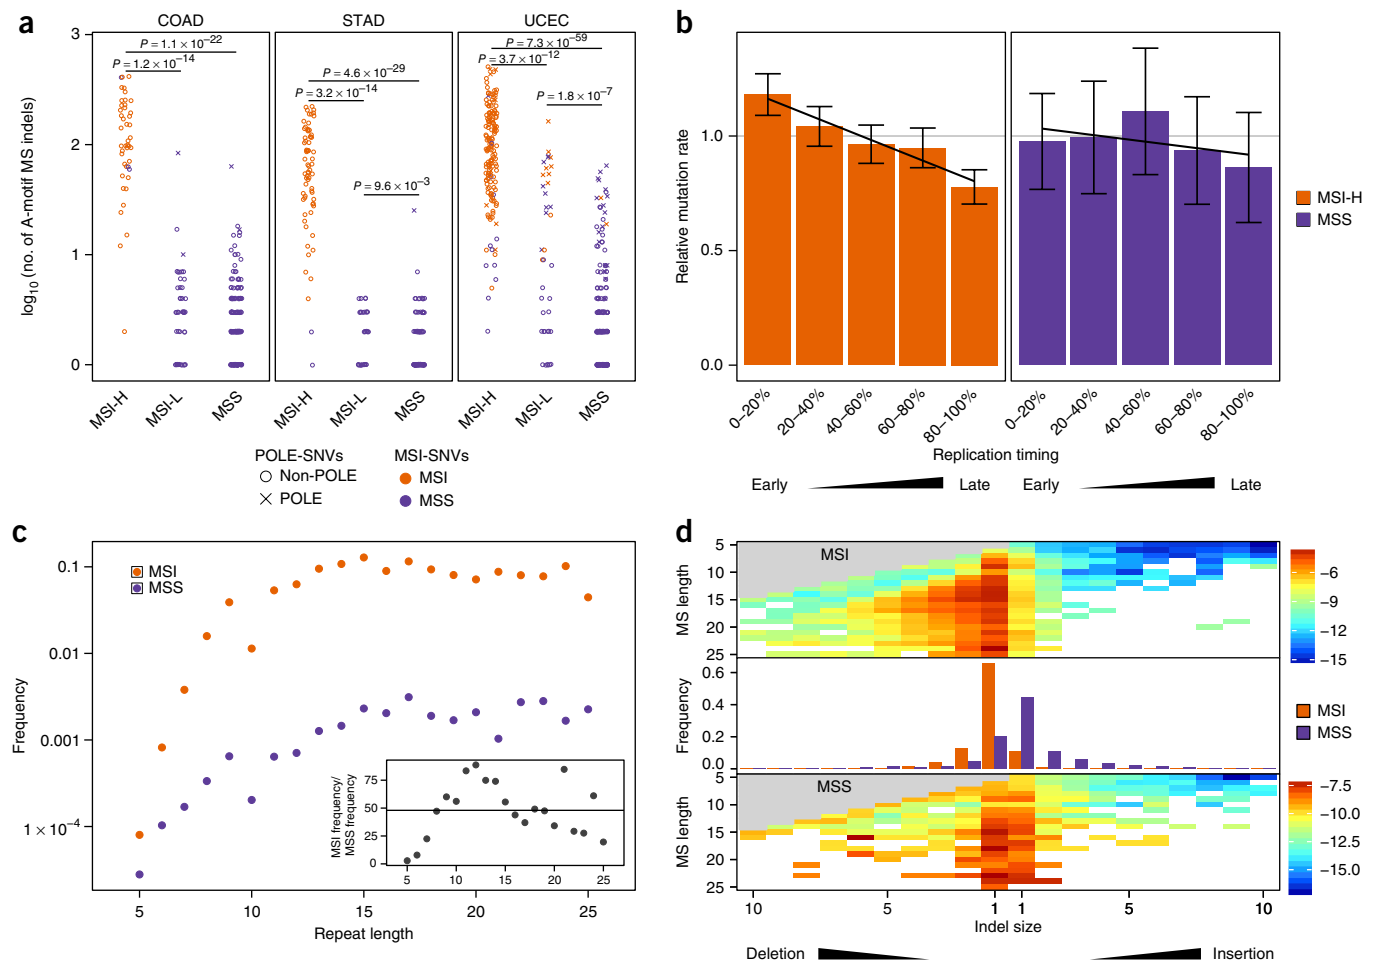 a
COAD
STAD
UCEC
log10 (no. of A-motif MS indels)
3
2
1
0
P = 1.1 × 10−22
P = 1.2 × 10−14
P = 4.6 × 10−29
P = 3.2 × 10−14
P = 9.6 × 10−3
P = 7.3 × 10−59
P = 3.7 × 10−12
P = 1.8 × 10−7
MSI-H
MSI-L
MSS
MSI-H
MSI-L
MSS
MSI-H
MSI-L
MSS
POLE-SNVs
Non-POLE
POLE
MSI-SNVs
MSI
MSS
b
Relative mutation rate
1.0
0.5
0.0
0–20%
20–40%
40–60%
60–80%
80–100%
0–20%
20–40%
40–60%
60–80%
80–100%
Replication timing
Early
Late
Early
Late
MSI-H
MSS
c
Frequency
0.1
0.01
0.001
1 × 10−4
MSI
MSS
5
10
15
20
25
Repeat length
MSI frequency/
MSS frequency
75
50
25
0
5
10
15
20
25
d
MS length
5
10
15
20
25
MSI
−6
−9
−12
−15
Frequency
0.6
0.4
0.2
0.0
MSI
MSS
MS length
5
10
15
20
25
MSS
−7.5
−10.0
−12.5
−15.0
10
5
1
1
5
10
Indel size
Deletion
Insertion